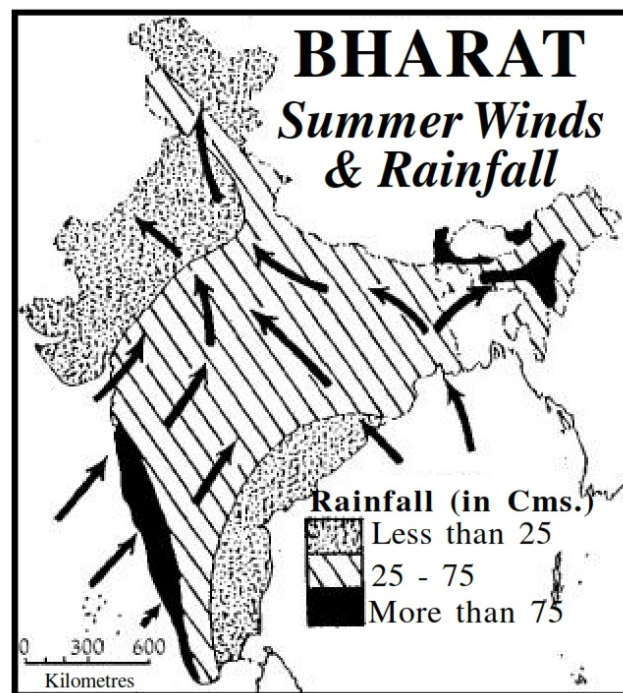 BHARAT
Summer Winds
& Rainfall
Rainfall (in Cms.)
Less than 25
25 - 75
More than 75
0 300 600
Kilometres